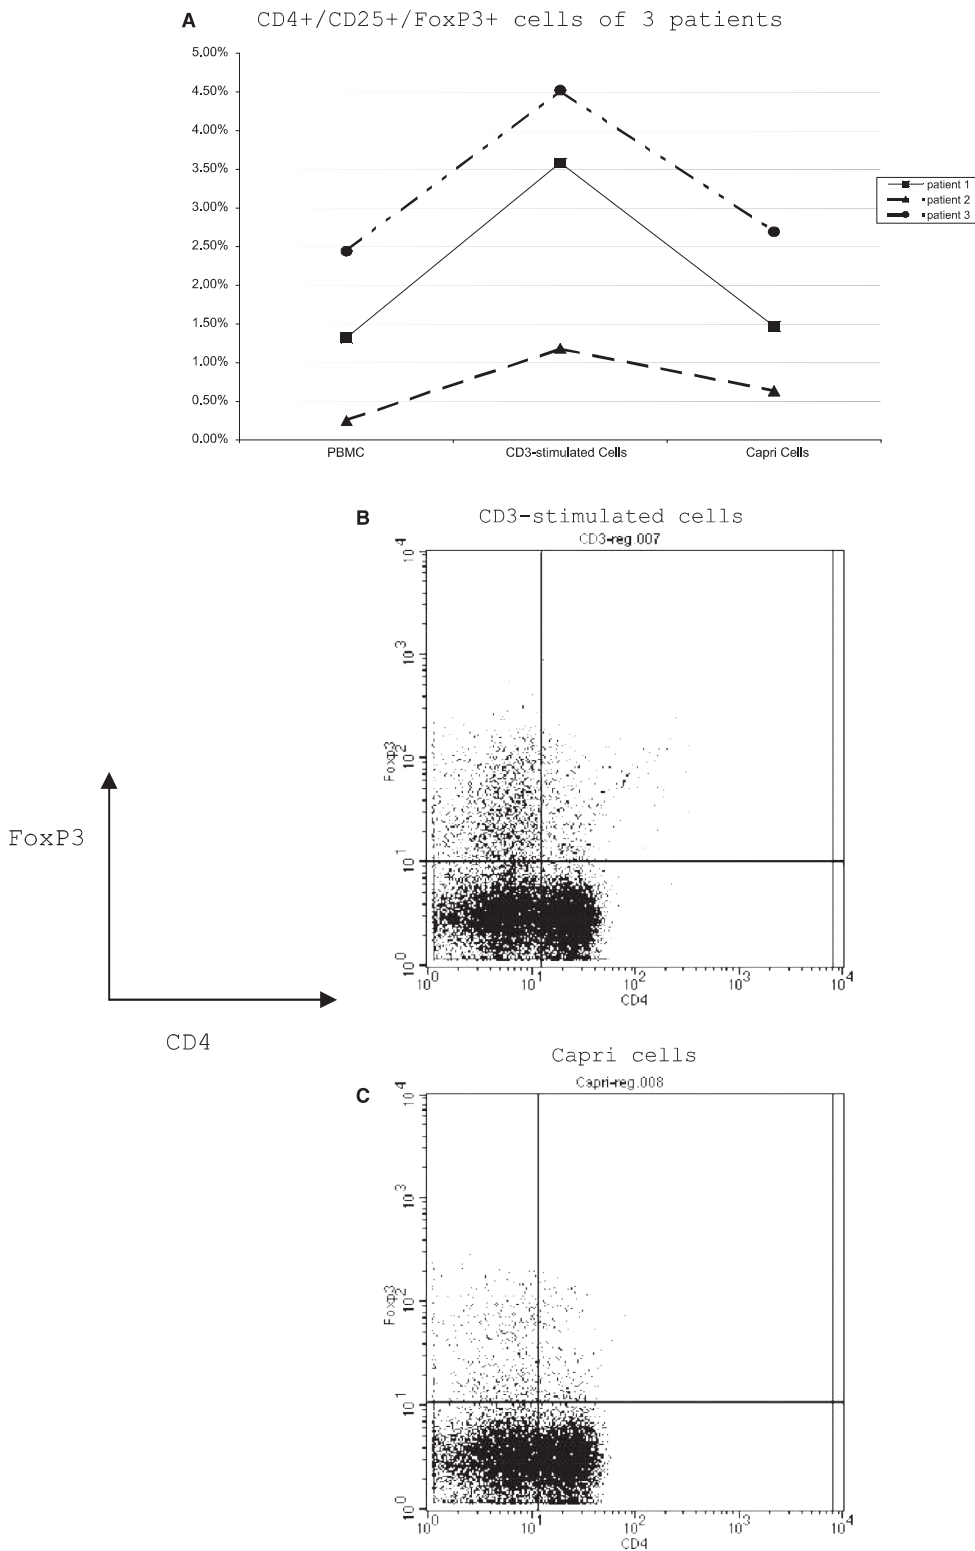 A CD4+/CD25+/FoxP3+ cells of 3 patients
5.00%
4.50%
4.00%
3.50%
3.00%
2.50%
2.00%
1.50%
1.00%
0.50%
0.00%
PBMC CD3-stimulated Cells Capri Cells
patient 1
patient 2
patient 3
B CD3-stimulated cells
CD3-reg.007
10^4
10^3
10^2
10^1
10^0
Foxp3
10^0 10^1 10^2 10^3 10^4
CD4
FoxP3
CD4
Capri cells
C Capri-reg.008
10^4
10^3
10^2
10^1
10^0
Foxp3
10^0 10^1 10^2 10^3 10^4
CD4